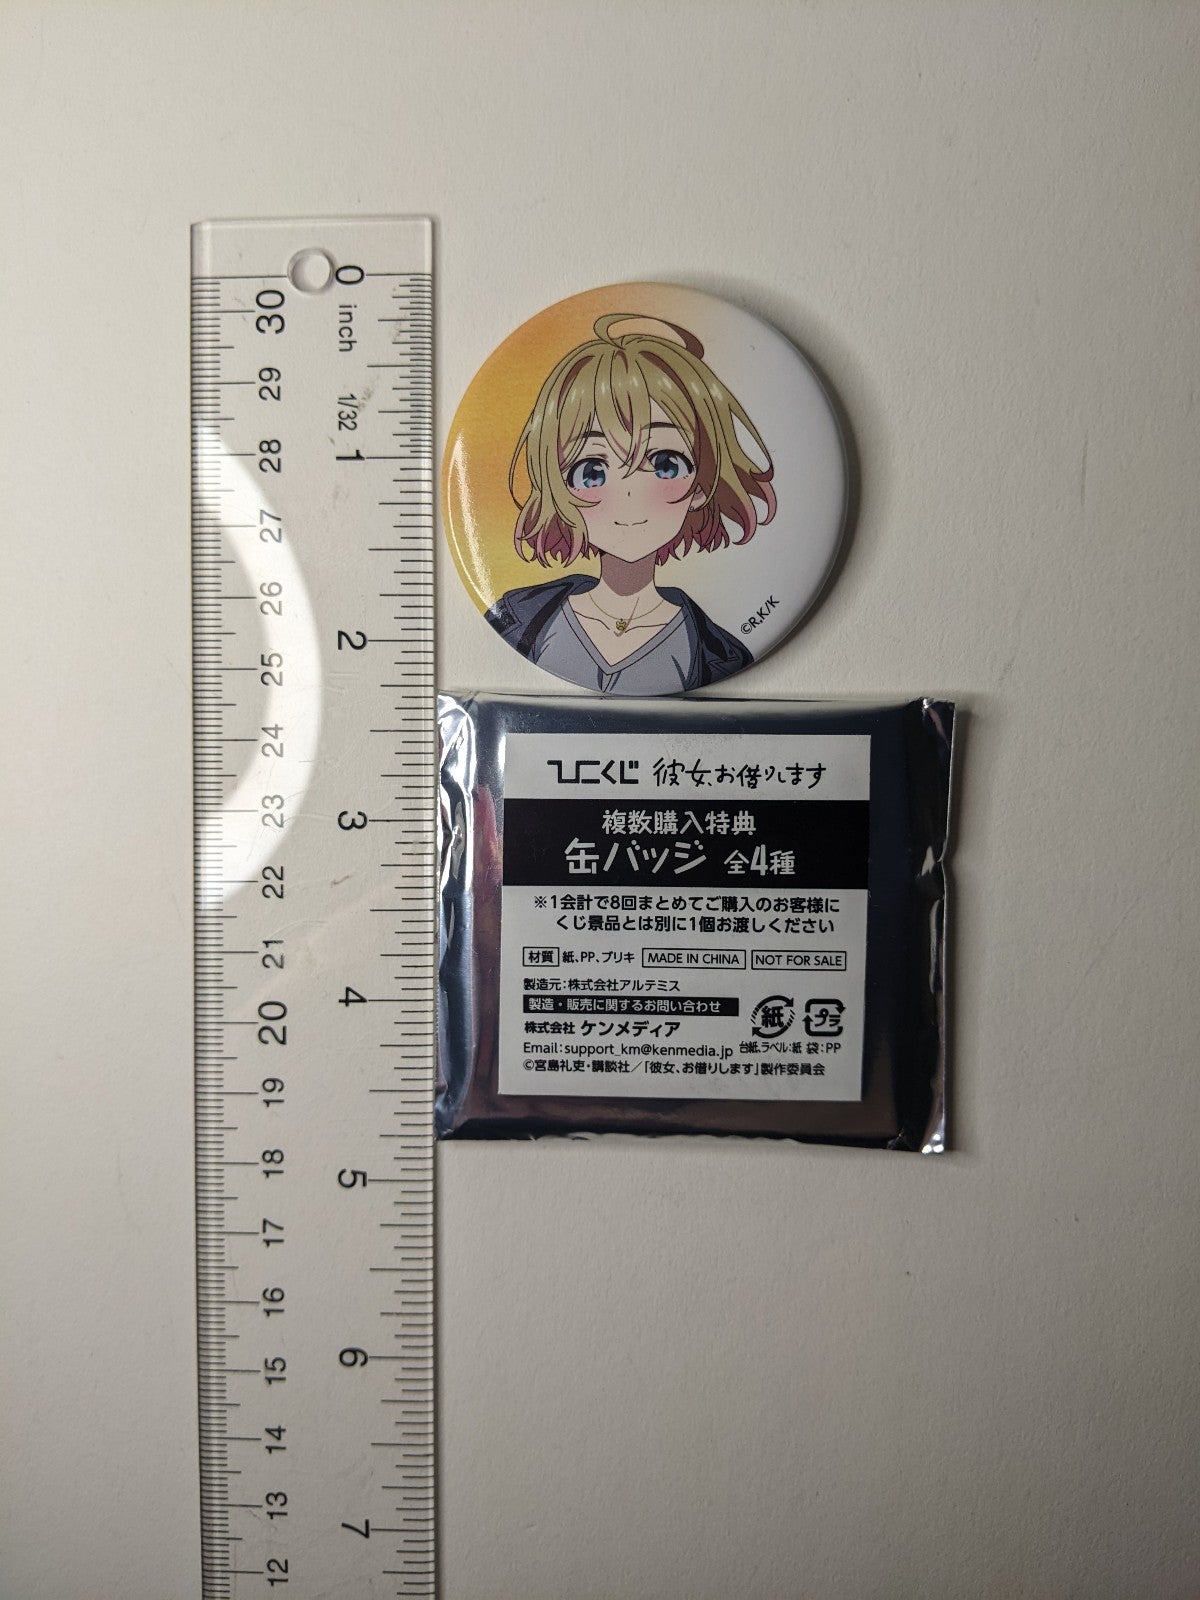 0
inch
1/32
1
2
3
4
5
6
7
30
29
28
27
26
25
24
23
22
21
20
19
18
17
16
15
14
13
12
©R,K/K
ひこくじ 彼女、お借りします
複数購入特典
缶バッジ 全4種
※1会計で8回まとめてご購入のお客様に
くじ景品とは別に1個お渡しください
材質 紙、PP、ブリキ MADE IN CHINA NOT FOR SALE
製造元:株式会社アルテミス
製造・販売に関するお問い合わせ
株式会社 ケンメディア
紙 プラ
Email:support_km@kenmedia.jp 台紙、ラベル:紙 袋:PP
©宮島礼吏・講談社/「彼女、お借りします」製作委員会